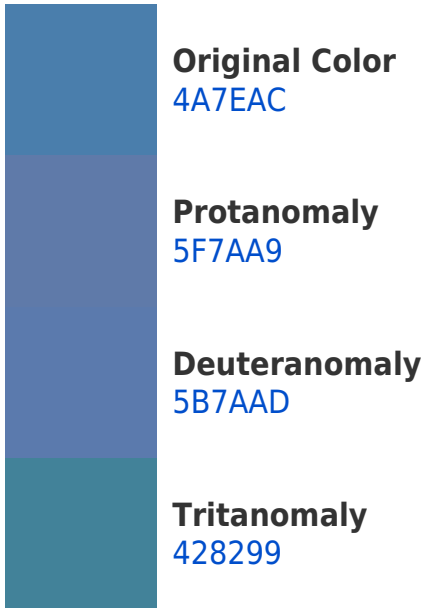 Original Color
4A7EAC
Protanomaly
5F7AA9
Deuteranomaly
5B7AAD
Tritanomaly
428299